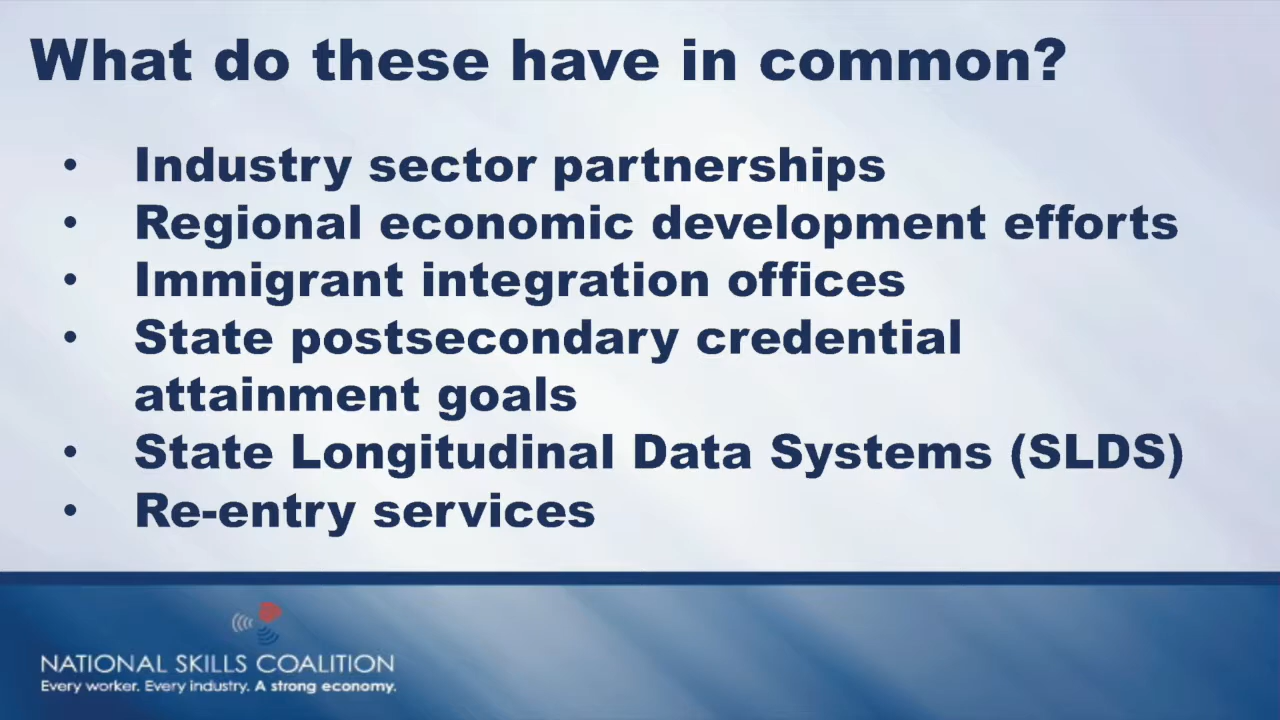 What do these have in common?
• Industry sector partnerships
• Regional economic development efforts
• Immigrant integration offices
• State postsecondary credential
attainment goals
• State Longitudinal Data Systems (SLDS)
• Re-entry services
NATIONAL SKILLS COALITION
Every worker. Every industry. A strong economy.